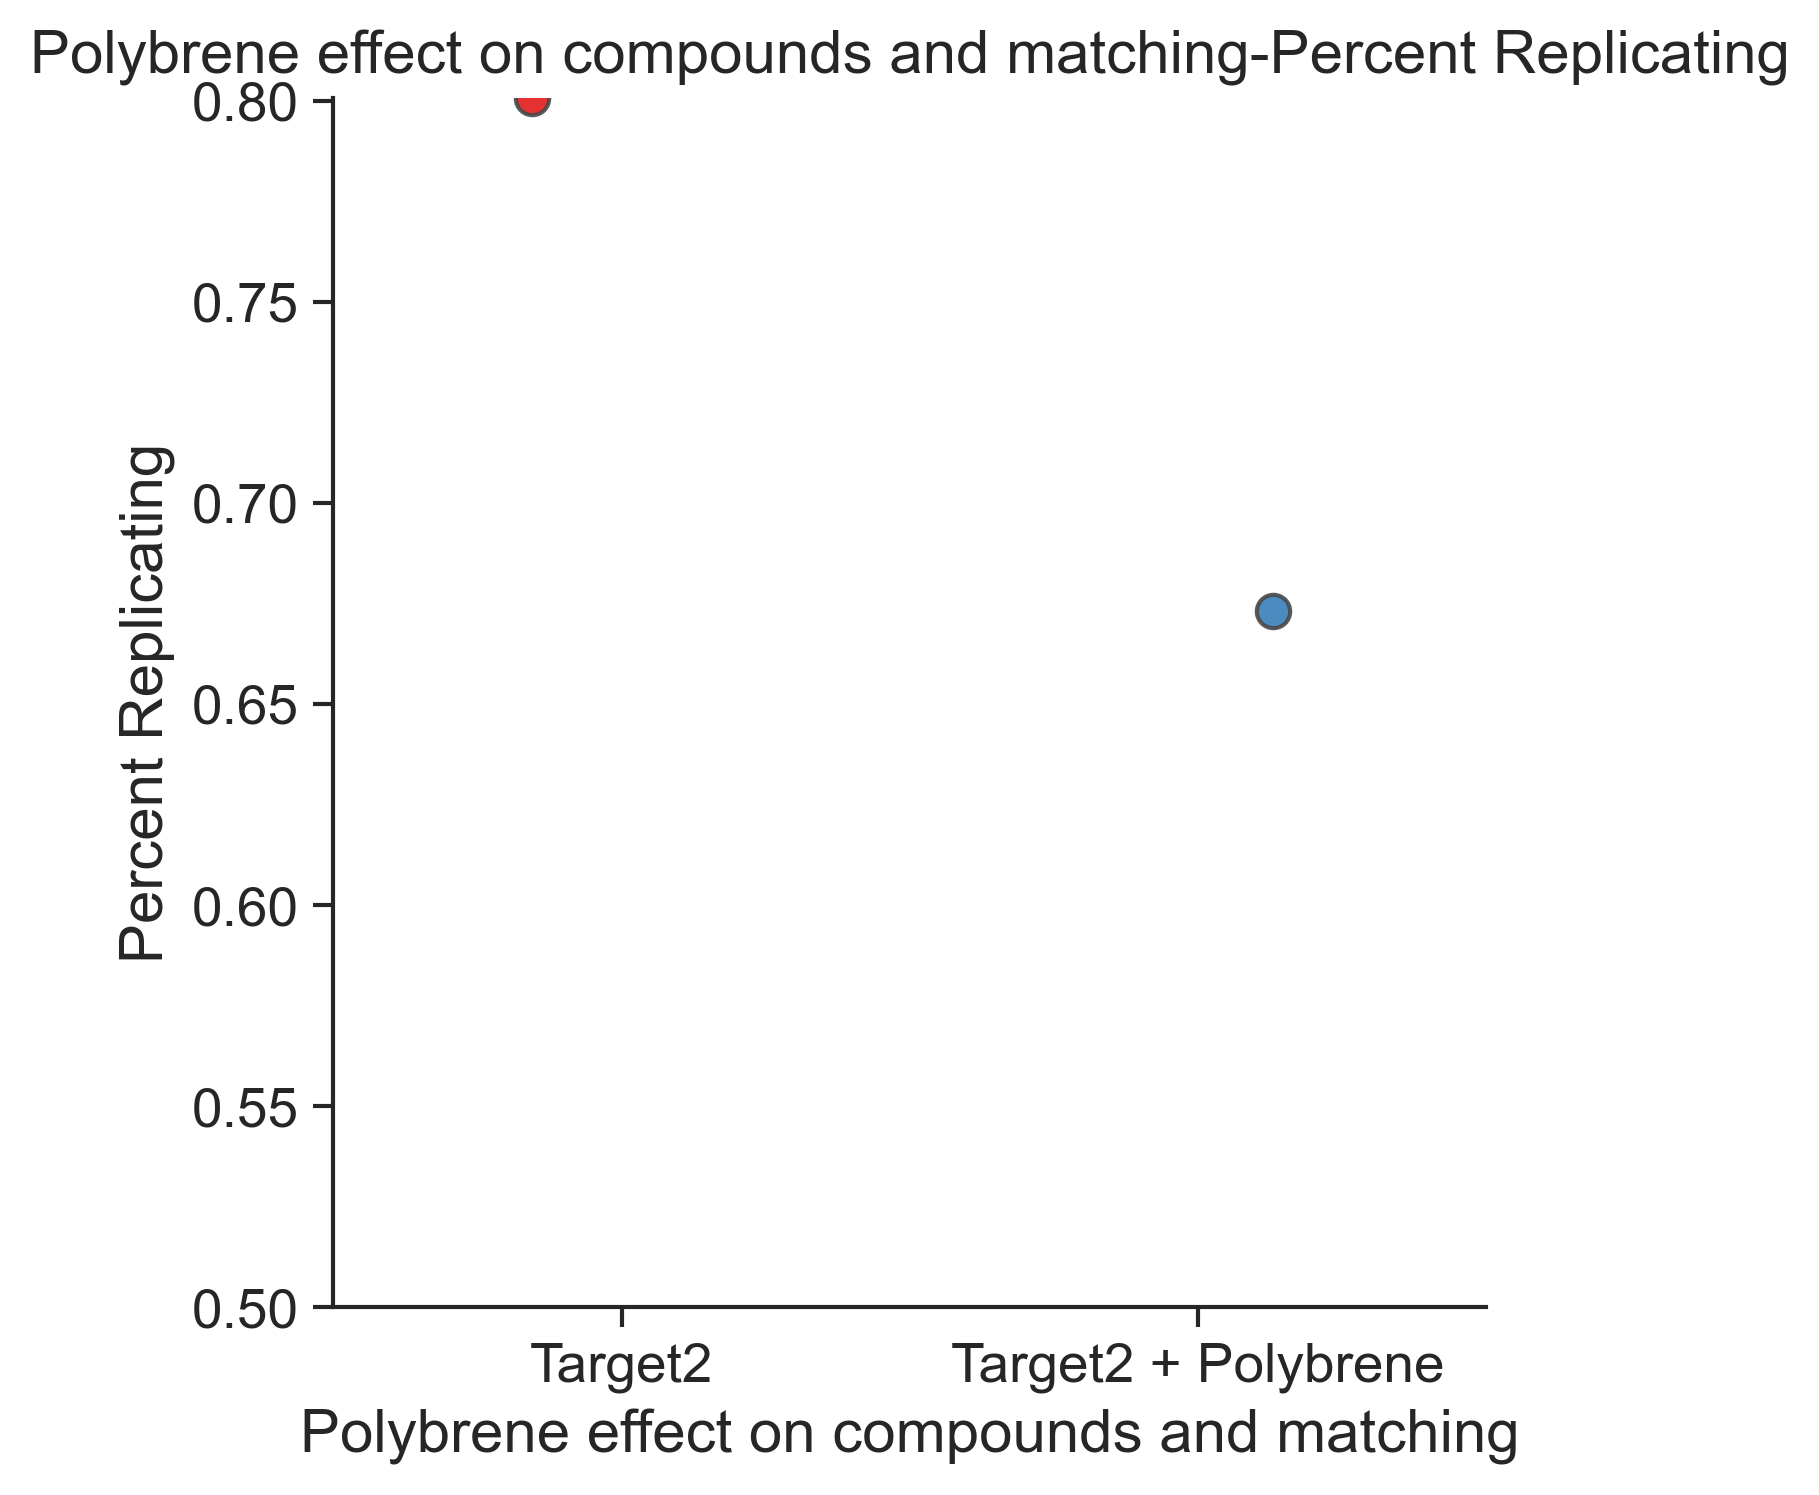 Polybrene effect on compounds and matching-Percent Replicating
0.80
0.75
0.70
0.65
0.60
0.55
0.50
Percent Replicating
Target2
Target2 + Polybrene
Polybrene effect on compounds and matching